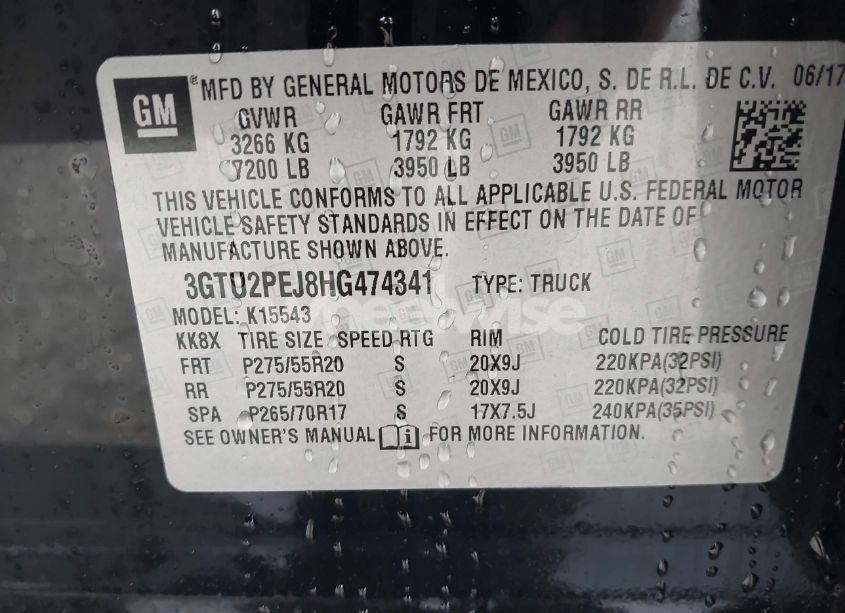 GM ® MFD BY GENERAL MOTORS DE MEXICO, S. DE R.L. DE C.V. 06/17
GVWR GAWR FRT GAWR RR
3266 KG 1792 KG 1792 KG
7200 LB 3950 LB 3950 LB
THIS VEHICLE CONFORMS TO ALL APPLICABLE U.S. FEDERAL MOTOR
VEHICLE SAFETY STANDARDS IN EFFECT ON THE DATE OF
MANUFACTURE SHOWN ABOVE.
3GTU2PEJ8HG474341 TYPE: TRUCK
MODEL: K15543
KK8X TIRE SIZE SPEED RTG RIM COLD TIRE PRESSURE
FRT P275/55R20 S 20X9J 220KPA(32PSI)
RR P275/55R20 S 20X9J 220KPA(32PSI)
SPA P265/70R17 S 17X7.5J 240KPA(35PSI)
SEE OWNER'S MANUAL i FOR MORE INFORMATION.